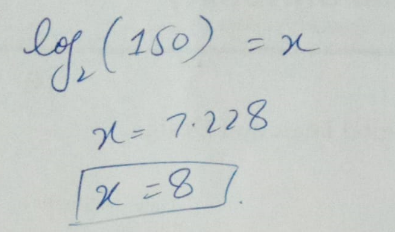 log₂(150) = x
x = 7.228
x = 8.